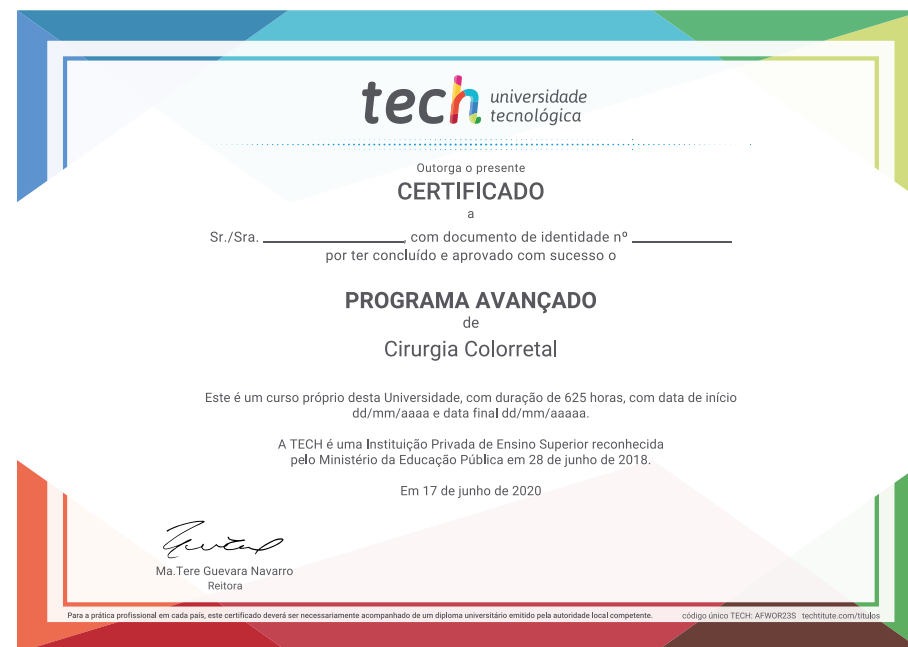 tech universidade
tecnológica
Outorga o presente
CERTIFICADO
a
Sr./Sra. ____________, com documento de identidade nº ____________
por ter concluído e aprovado com sucesso o
PROGRAMA AVANÇADO
de
Cirurgia Colorretal
Este é um curso próprio desta Universidade, com duração de 625 horas, com data de início
dd/mm/aaaa e data final dd/mm/aaaaa.
A TECH é uma Instituição Privada de Ensino Superior reconhecida
pelo Ministério da Educação Pública em 28 de junho de 2018.
Em 17 de junho de 2020
Ma.Tere Guevara Navarro
Reitora
Para a prática profissional em cada país, este certificado deverá ser necessariamente acompanhado de um diploma universitário emitido pela autoridade local competente. código único TECH: AFWOR23S techtitute.com/titulos